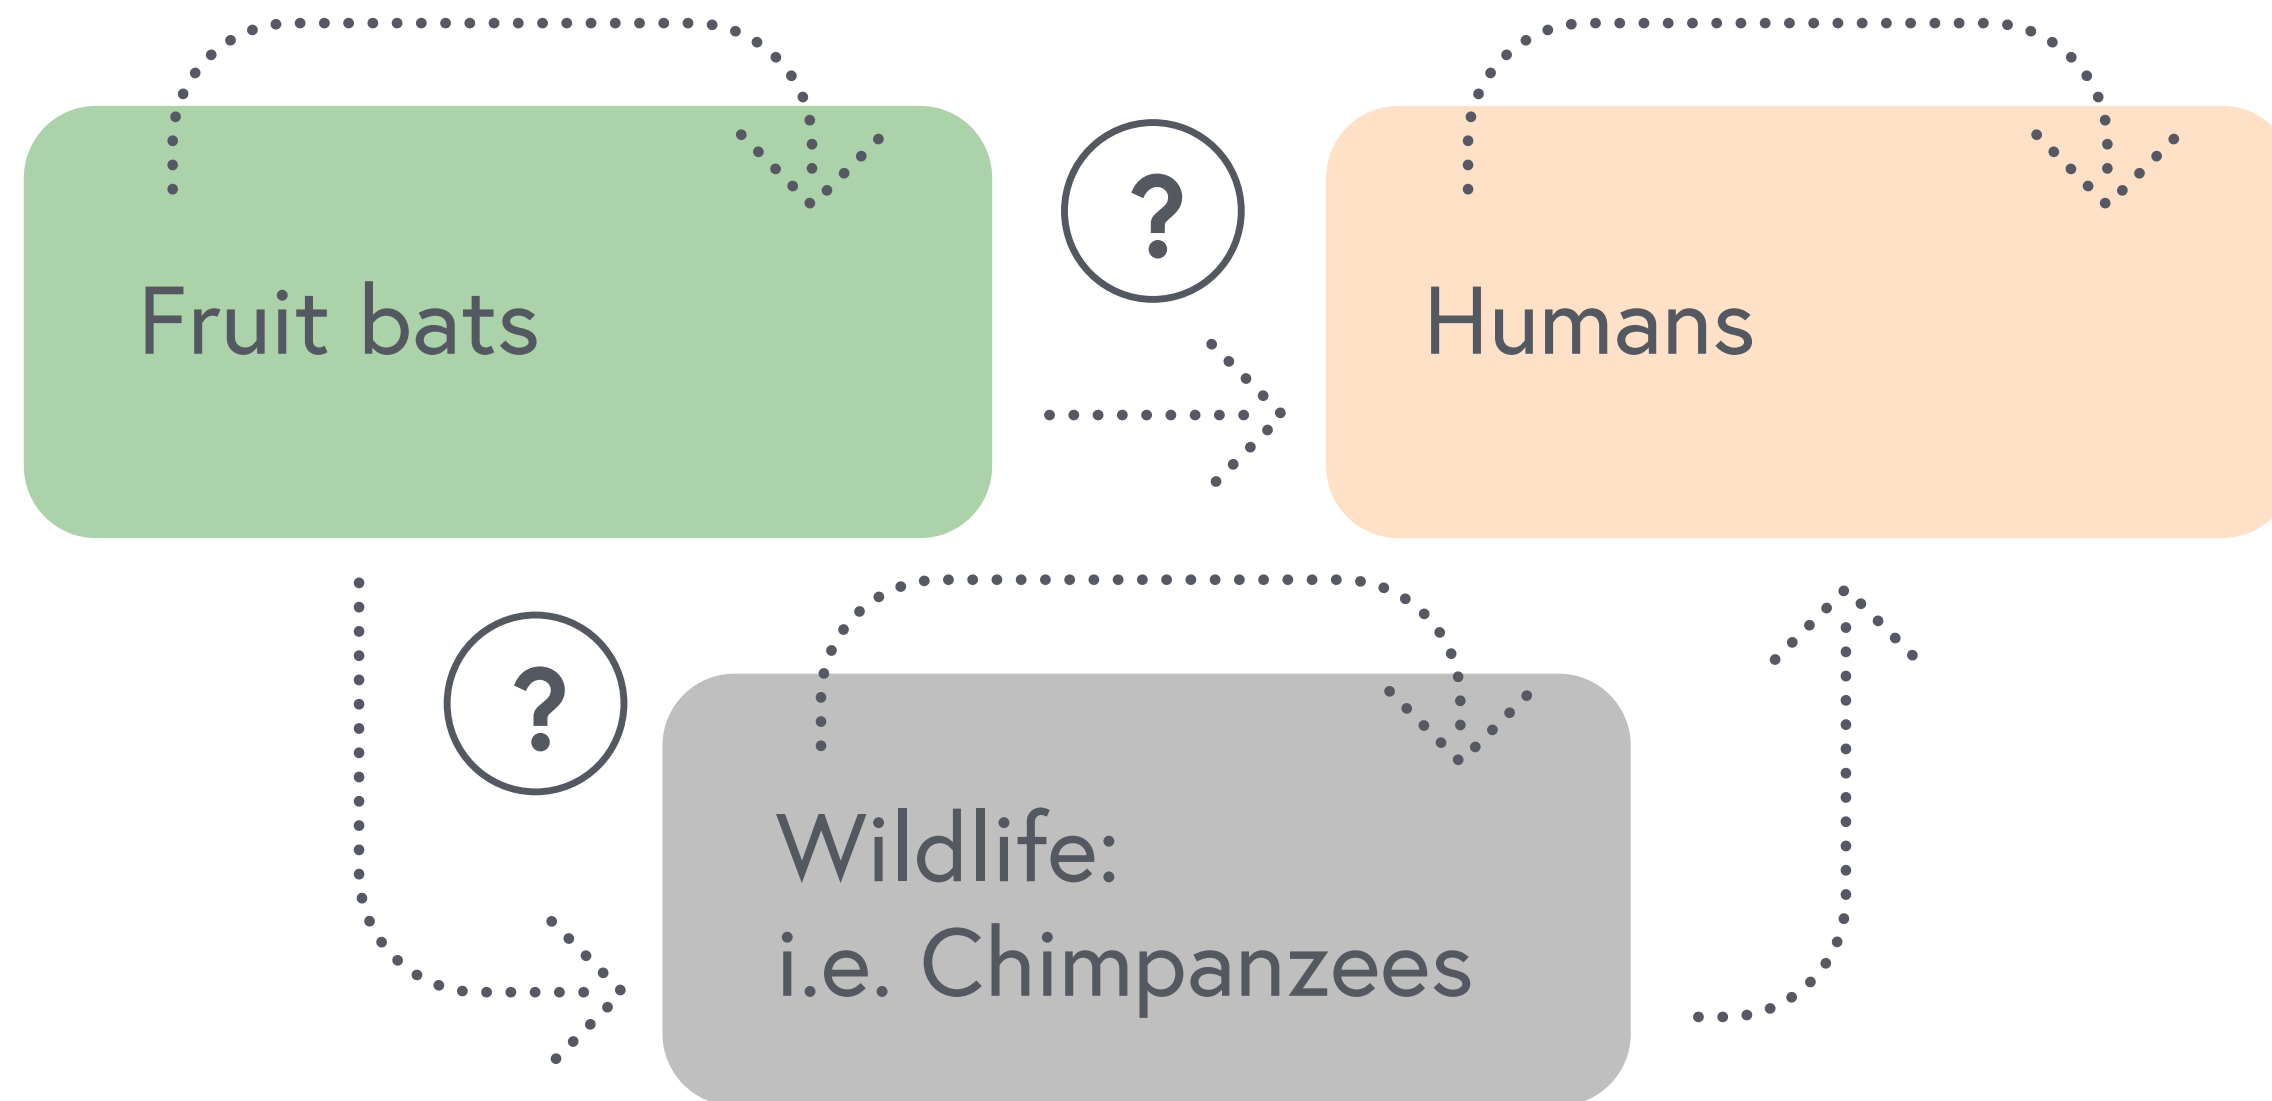 Fruit bats
?
Humans
?
Wildlife:
i.e. Chimpanzees